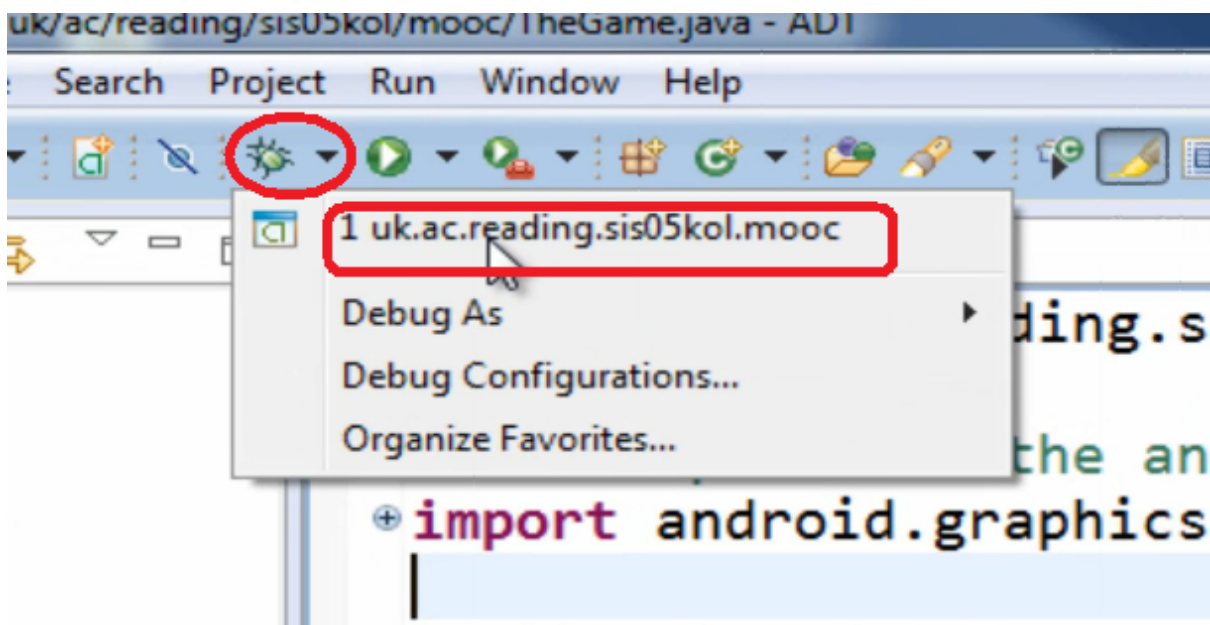 uk/ac/reading/sis05kol/mooc/TheGame.java - ADT
Search Project Run Window Help
1 uk.ac.reading.sis05kol.mooc
Debug As
Debug Configurations...
Organize Favorites...
ding.s
the an
import android.graphics